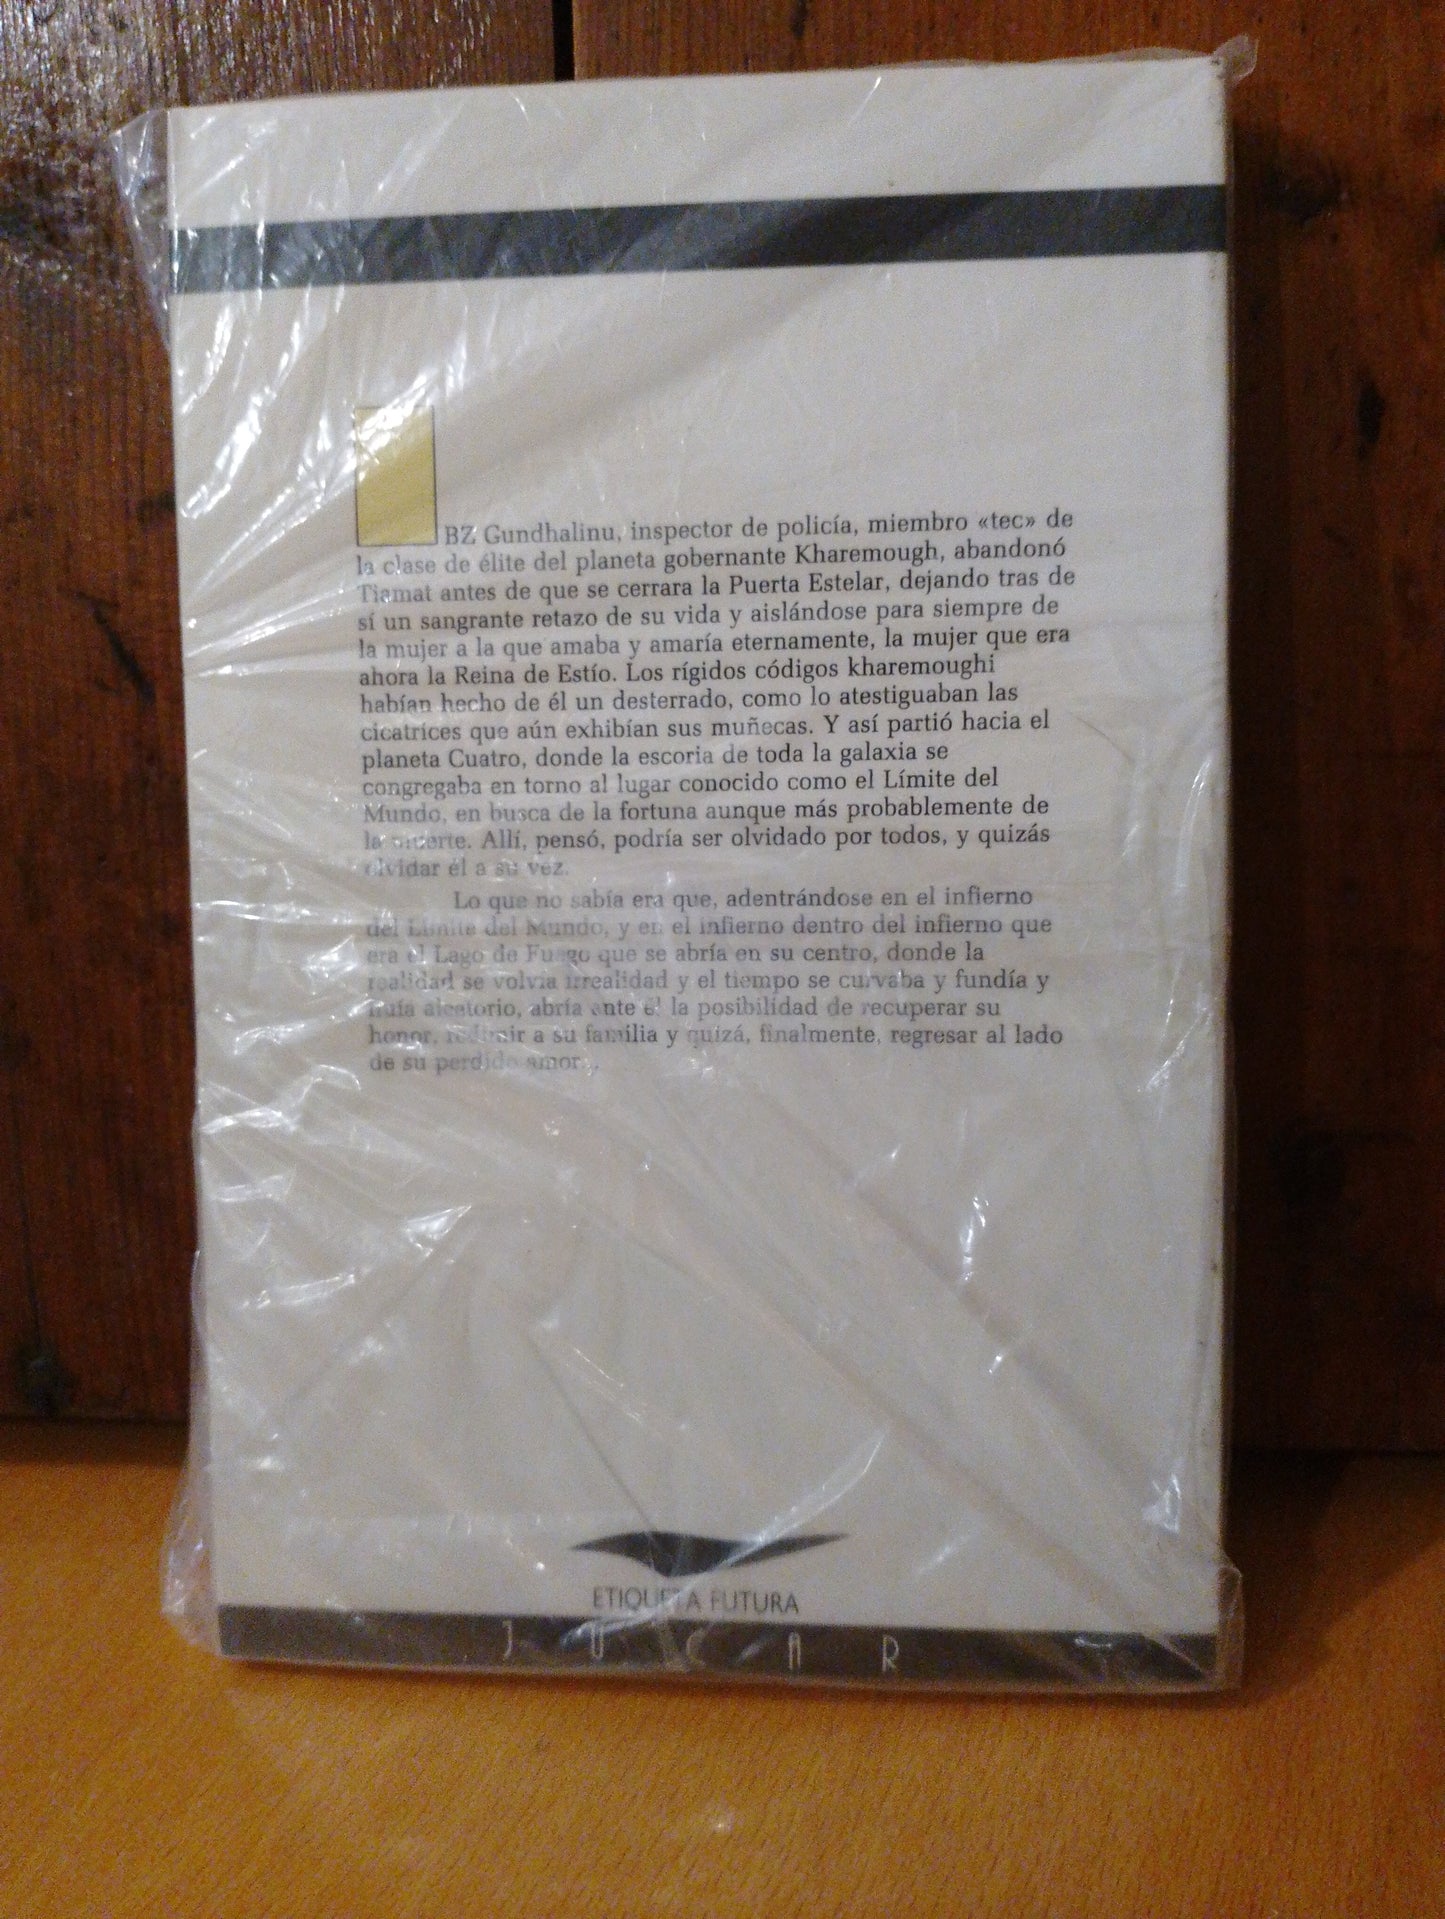 BZ Gundhalinu, inspector de policía, miembro «tec» de
la clase de élite del planeta gobernante Kharemough, abandonó
Tiamat antes de que se cerrara la Puerta Estelar, dejando tras de
sí un sangrante retazo de su vida y aislándose para siempre de
la mujer a la que amaba y amaría eternamente, la mujer que era
ahora la Reina de Estío. Los rígidos códigos kharemoughi
habían hecho de él un desterrado, como lo atestiguaban las
cicatrices que aún exhibían sus muñecas. Y así partió hacia el
planeta Cuatro, donde la escoria de toda la galaxia se
congregaba en torno al lugar conocido como el Límite del
Mundo, en busca de la fortuna aunque más probablemente de
la muerte. Allí, pensó, podría ser olvidado por todos, y quizás
olvidar él a su vez.
Lo que no sabía era que, adentrándose en el infierno
del Límite del Mundo, y en el infierno dentro del infierno que
era el Lago de Fuego que se abría en su centro, donde la
realidad se volvía irrealidad y el tiempo se curvaba y fundía y
fluía aleatorio, abría ante él la posibilidad de recuperar su
honor, redimir a su familia y quizá, finalmente, regresar al lado
de su perdido amor...
ETIQUETA FUTURA
JUCAR